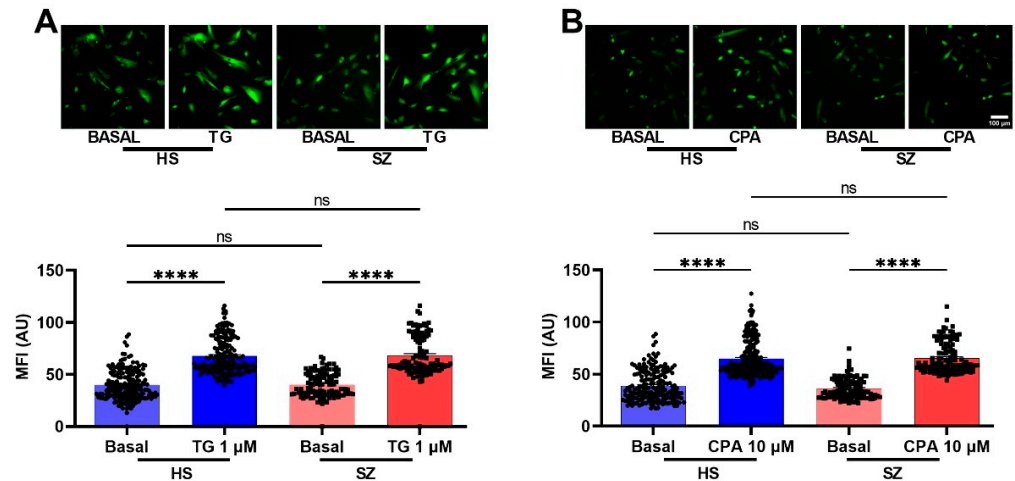 A
BASAL TG BASAL TG
HS SZ
ns
ns
**** ****
MFI (AU)
150
100
50
0
Basal TG 1 µM Basal TG 1 µM
HS SZ
B
100 µm
BASAL CPA BASAL CPA
HS SZ
ns
ns
**** ****
MFI (AU)
150
100
50
0
Basal CPA 10 µM Basal CPA 10 µM
HS SZ